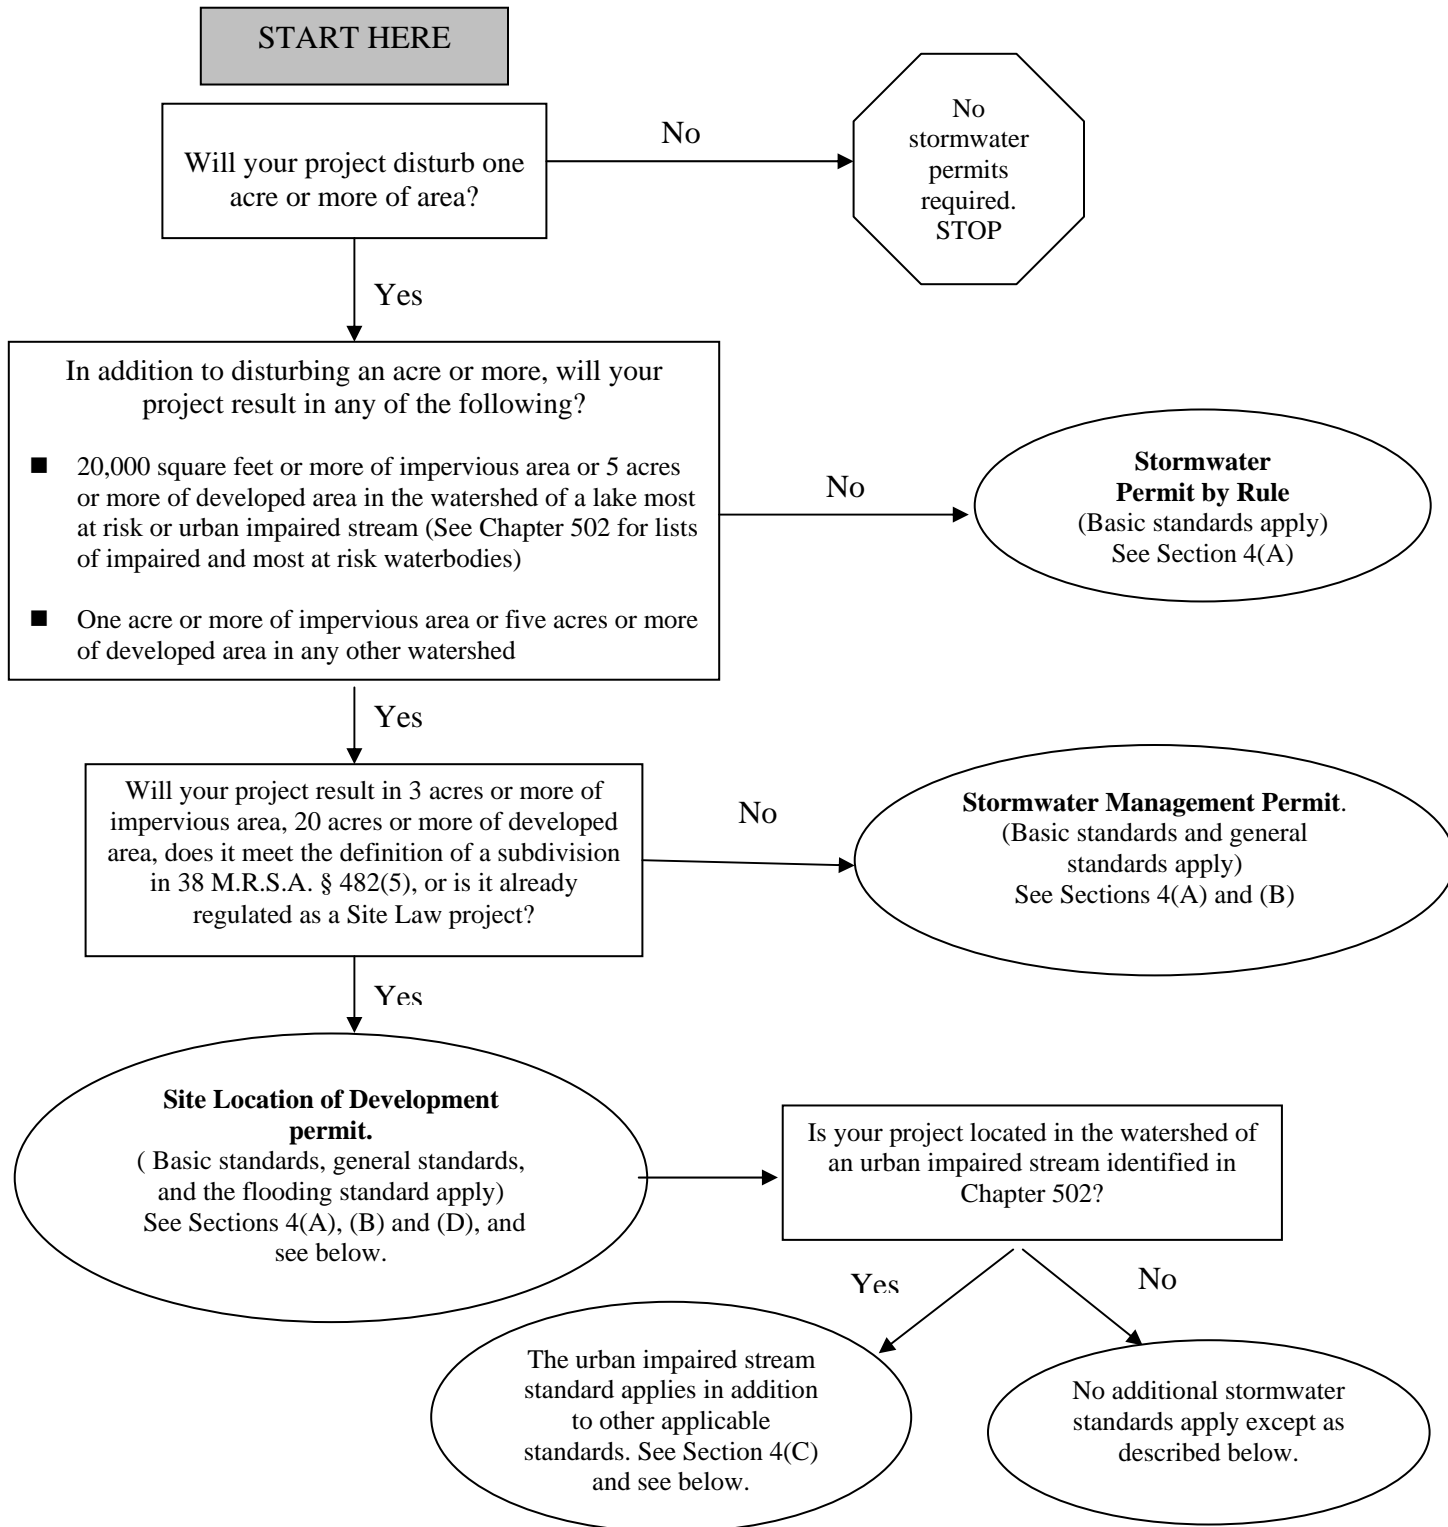 START HERE
Will your project disturb one
acre or more of area?
No
No
stormwater
permits
required.
STOP
Yes
In addition to disturbing an acre or more, will your
project result in any of the following?
■ 20,000 square feet or more of impervious area or 5 acres
or more of developed area in the watershed of a lake most
at risk or urban impaired stream (See Chapter 502 for lists
of impaired and most at risk waterbodies)
■ One acre or more of impervious area or five acres or more
of developed area in any other watershed
No
Stormwater
Permit by Rule
(Basic standards apply)
See Section 4(A)
Yes
Will your project result in 3 acres or more of
impervious area, 20 acres or more of developed
area, does it meet the definition of a subdivision
in 38 M.R.S.A. § 482(5), or is it already
regulated as a Site Law project?
No
Stormwater Management Permit.
(Basic standards and general
standards apply)
See Sections 4(A) and (B)
Yes
Site Location of Development
permit.
( Basic standards, general standards,
and the flooding standard apply)
See Sections 4(A), (B) and (D), and
see below.
Is your project located in the watershed of
an urban impaired stream identified in
Chapter 502?
Yes
No
The urban impaired stream
standard applies in addition
to other applicable
standards. See Section 4(C)
and see below.
No additional stormwater
standards apply except as
described below.